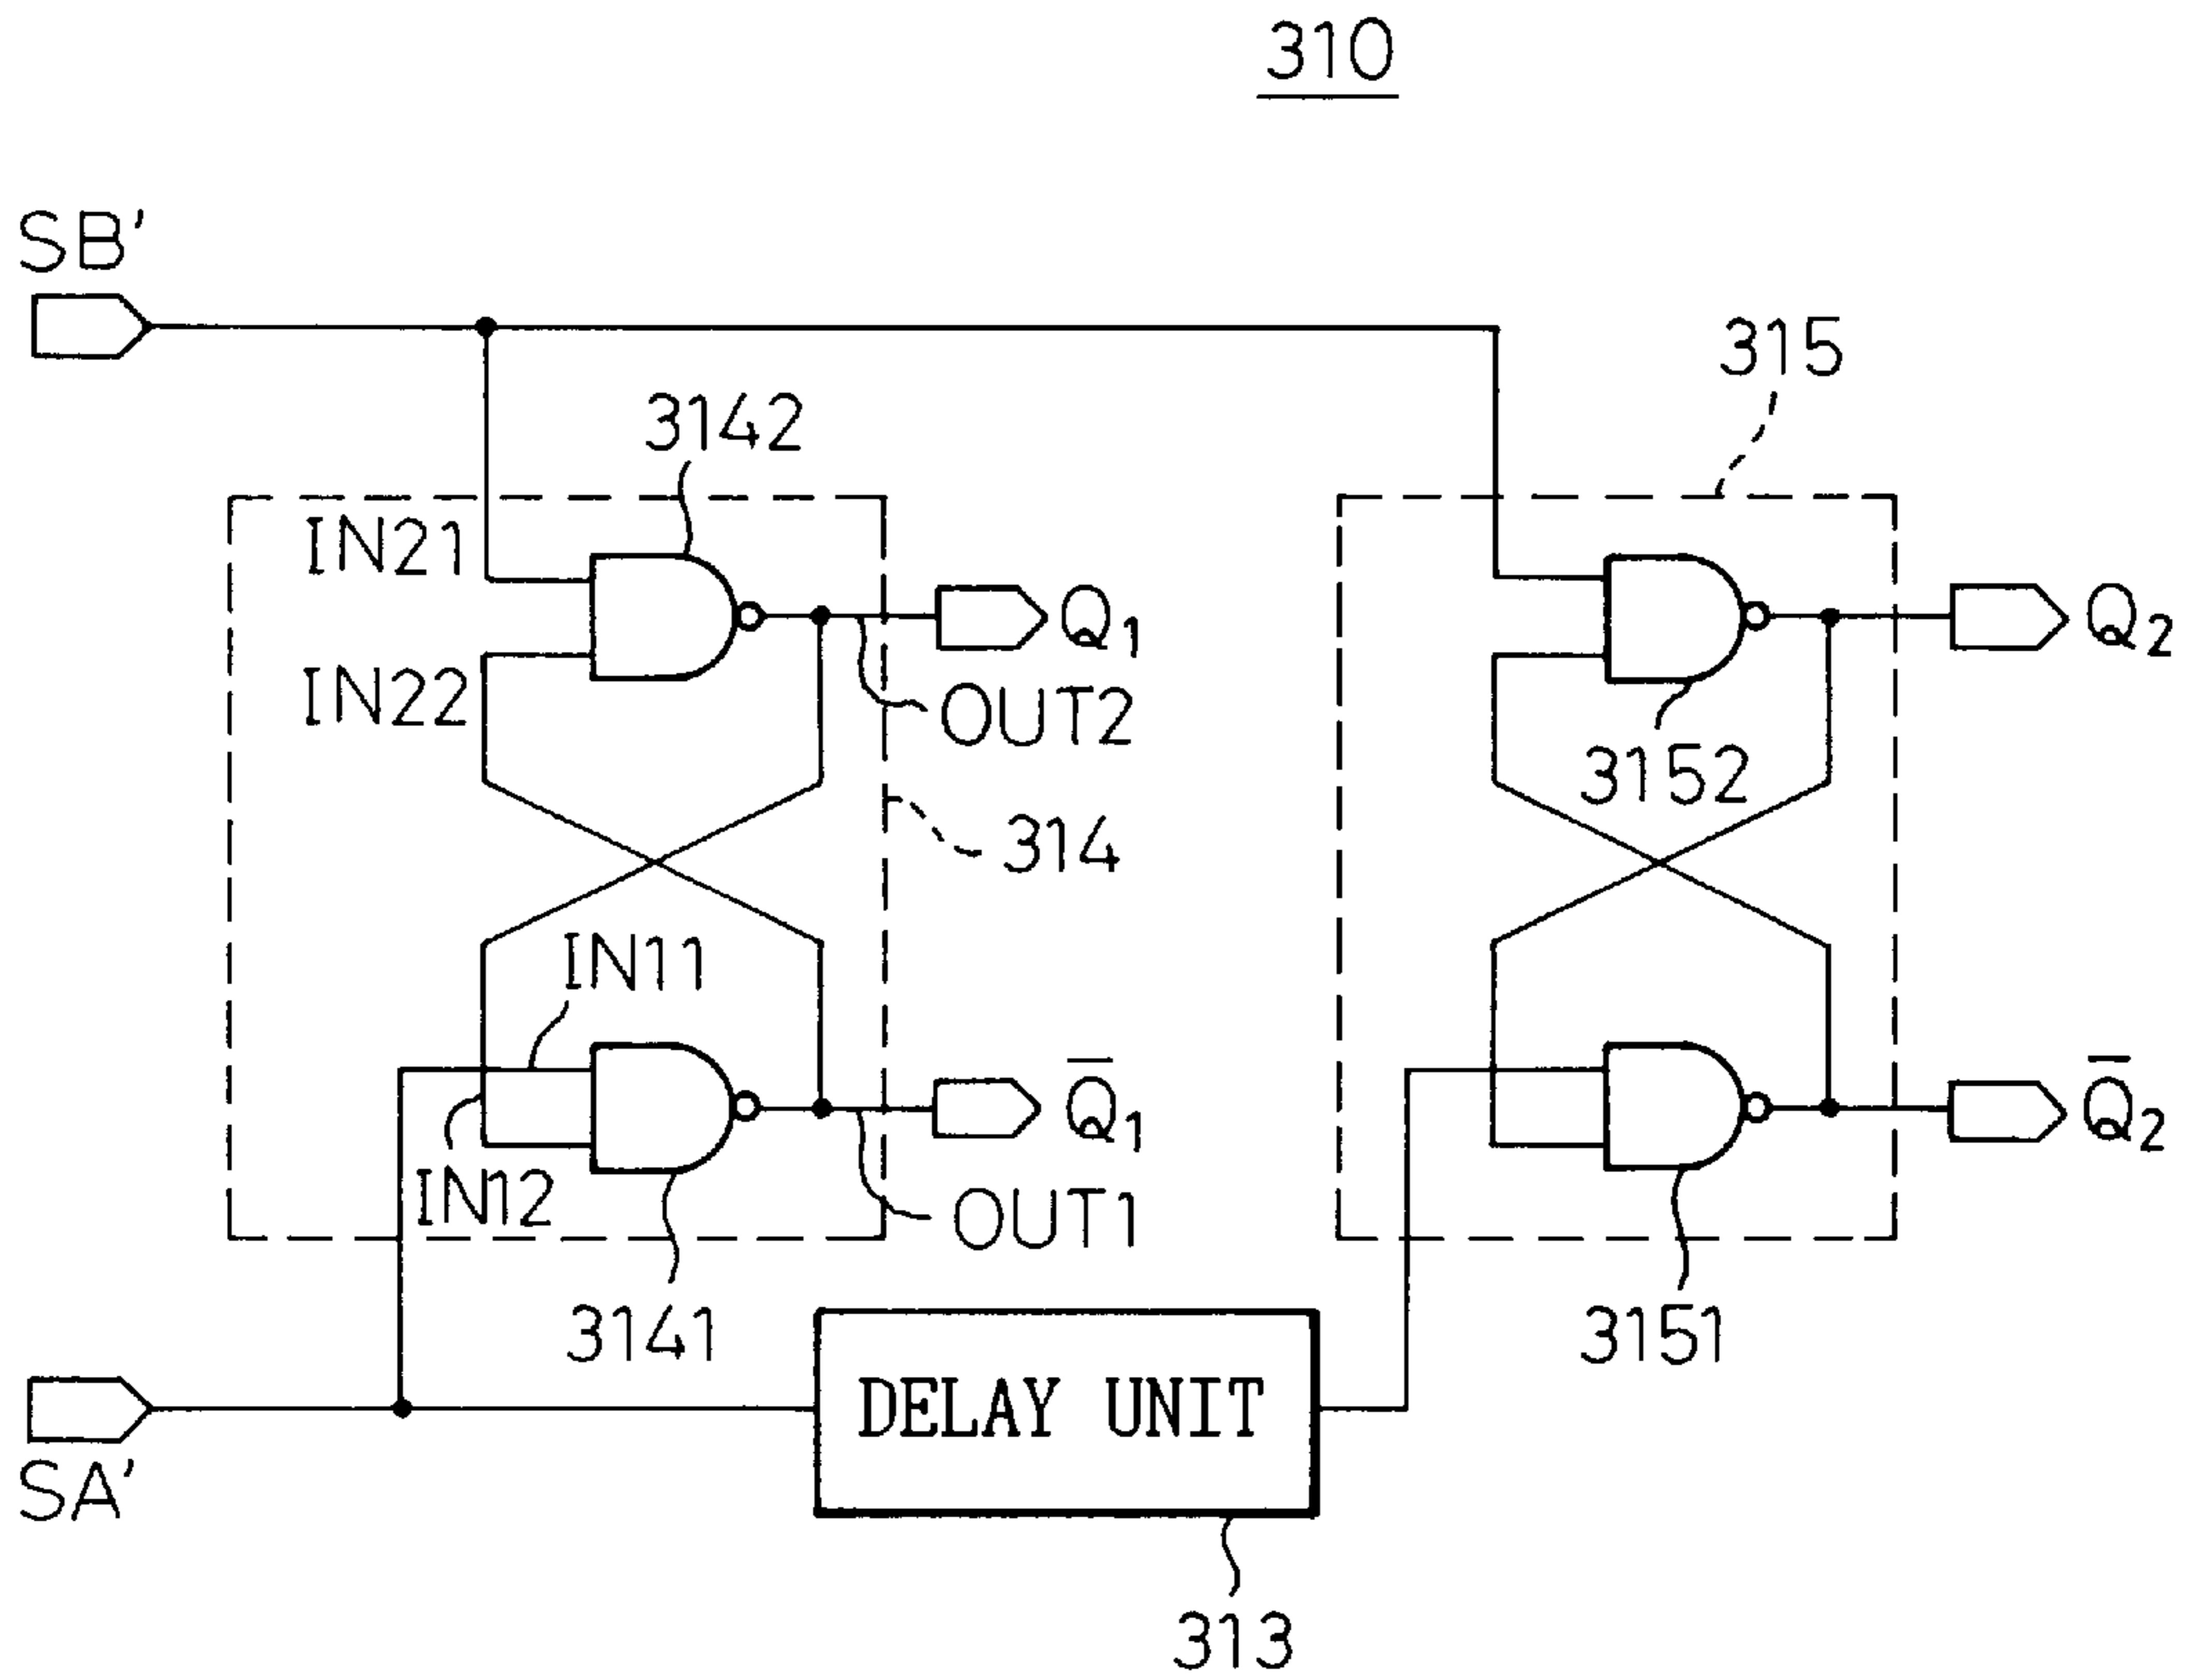 310
SB'
315
3142
IN21
Q1
Q2
IN22
OUT2
3152
314
IN11
Q̅1
Q̅2
IN12
OUT1
3141
3151
DELAY UNIT
SA'
313